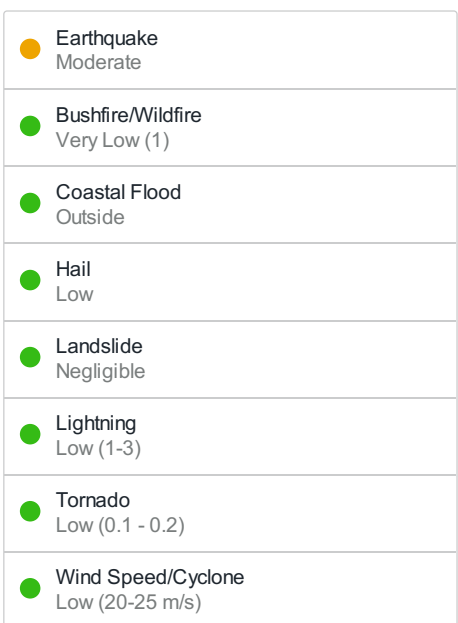 Earthquake
Moderate
Bushfire/Wildfire
Very Low (1)
Coastal Flood
Outside
Hail
Low
Landslide
Negligible
Lightning
Low (1-3)
Tornado
Low (0.1 - 0.2)
Wind Speed/Cyclone
Low (20-25 m/s)